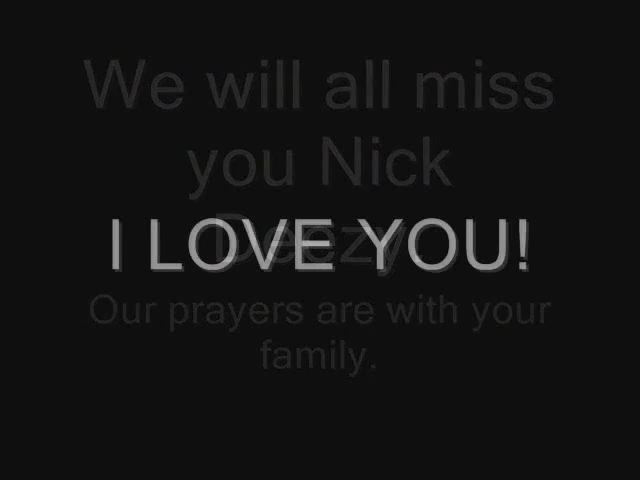 We will all miss
you Nick
Deezy
I LOVE YOU!
Our prayers are with your
family.